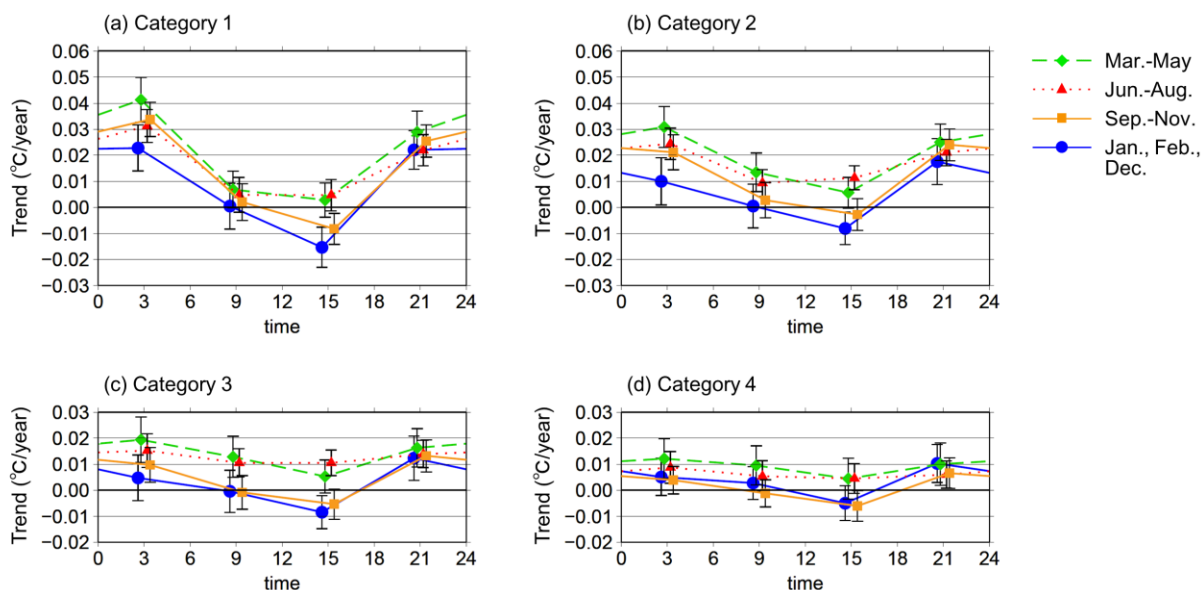 (a) Category 1
0.06
0.05
0.04
0.03
0.02
0.01
0.00
−0.01
−0.02
−0.03
Trend (℃/year)
0 3 6 9 12 15 18 21 24
time
(b) Category 2
0.06
0.05
0.04
0.03
0.02
0.01
0.00
−0.01
−0.02
−0.03
Trend (℃/year)
0 3 6 9 12 15 18 21 24
time
Mar.-May
Jun.-Aug.
Sep.-Nov.
Jan., Feb.,
Dec.
(c) Category 3
0.03
0.02
0.01
0.00
−0.01
−0.02
Trend (℃/year)
0 3 6 9 12 15 18 21 24
time
(d) Category 4
0.03
0.02
0.01
0.00
−0.01
−0.02
Trend (℃/year)
0 3 6 9 12 15 18 21 24
time